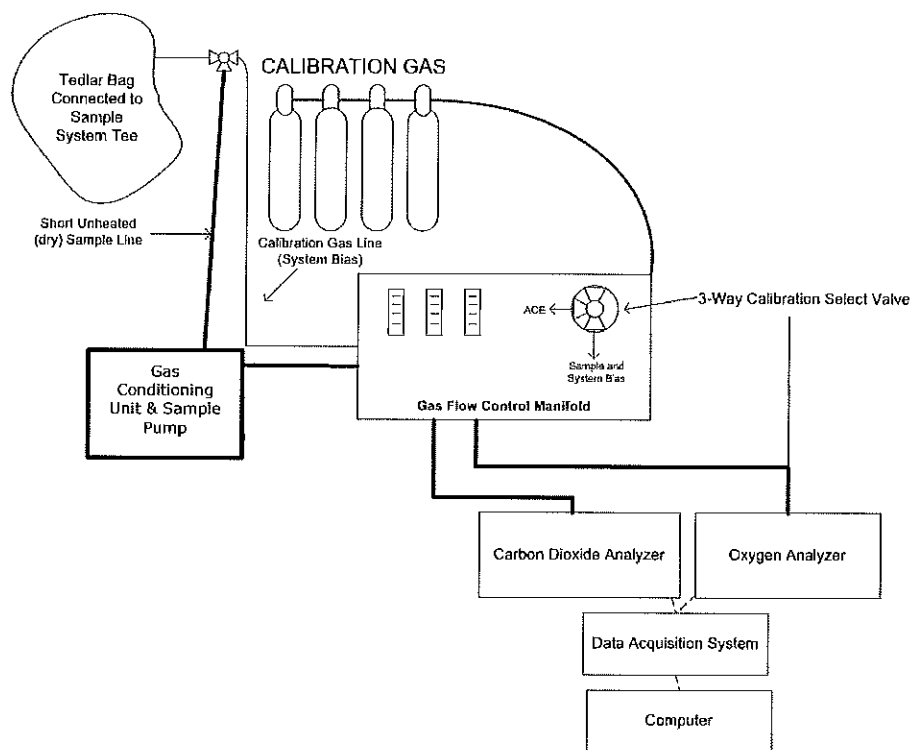 CALIBRATION GAS
Tedlar Bag
Connected to
Sample
System Tee
Short Unheated
(dry) Sample Line
Calibration Gas Line
(System Bias)
ACE
3-Way Calibration Select Valve
Sample and
System Bias
Gas Flow Control Manifold
Gas
Conditioning
Unit & Sample
Pump
Carbon Dioxide Analyzer
Oxygen Analyzer
Data Acquisition System
Computer